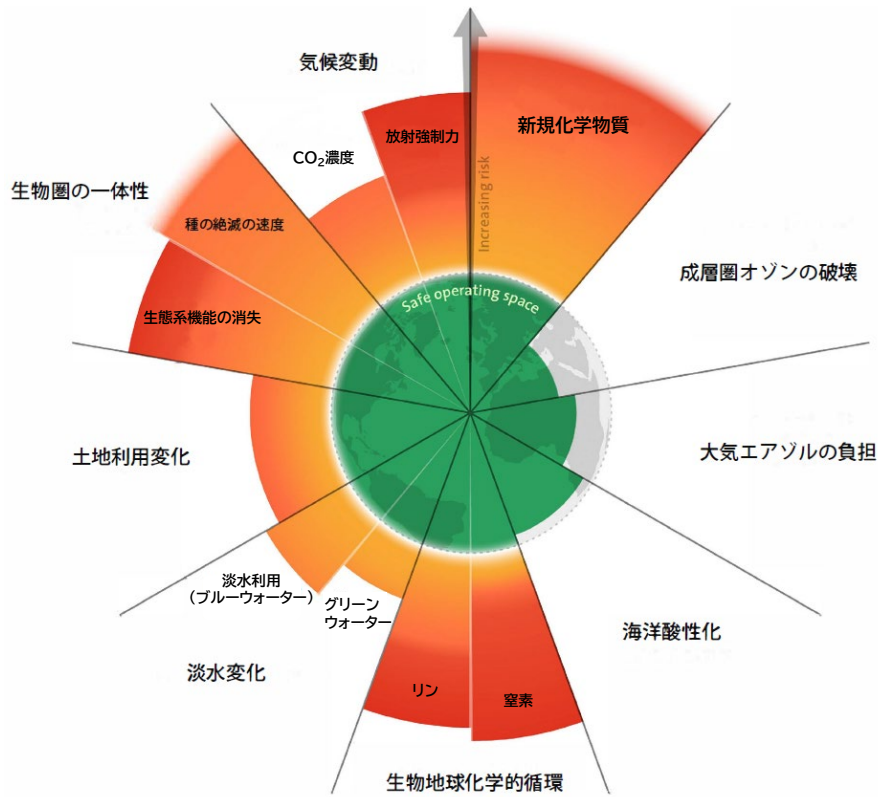 気候変動
新規化学物質
放射強制力
CO₂濃度
Increasing risk
生物圏の一体性
種の絶滅の速度
成層圏オゾンの破壊
Safe operating space
生態系機能の消失
土地利用変化
大気エアゾルの負担
淡水利用
（ブルーウォーター）
グリーン
ウォーター
海洋酸性化
淡水変化
リン
窒素
生物地球化学的循環